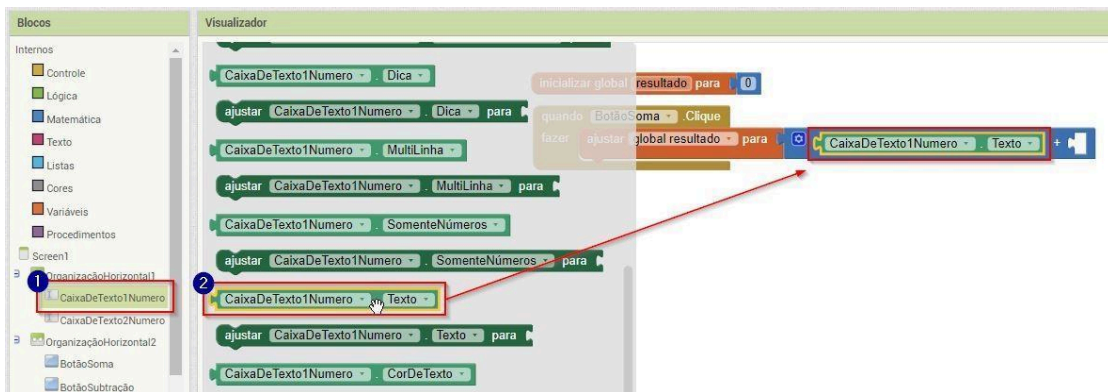 Blocos
Visualizador
Internos
Controle
Lógica
Matemática
Texto
Listas
Cores
Variáveis
Procedimentos
Screen1
OrganizaçãoHorizontal1
1
CaixaDeTexto1Numero
CaixaDeTexto2Numero
OrganizaçãoHorizontal2
BotãoSoma
BotãoSubtração
CaixaDeTexto1Numero . Dica
ajustar CaixaDeTexto1Numero . Dica para
CaixaDeTexto1Numero . MultiLinha
ajustar CaixaDeTexto1Numero . MultiLinha para
CaixaDeTexto1Numero . SomenteNúmeros
ajustar CaixaDeTexto1Numero . SomenteNúmeros para
2
CaixaDeTexto1Numero . Texto
ajustar CaixaDeTexto1Numero . Texto para
CaixaDeTexto1Numero . CorDeTexto
inicializar global resultado para 0
quando BotãoSoma .Clique
fazer ajustar global resultado para CaixaDeTexto1Numero . Texto +